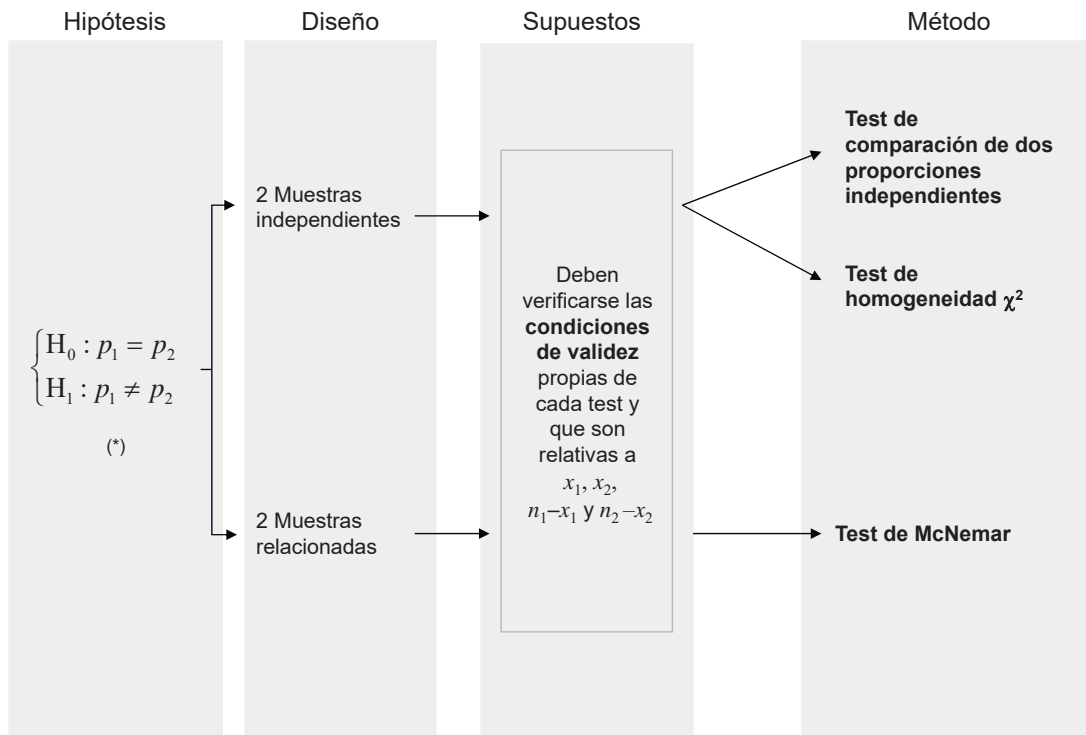 Hipótesis
Diseño
Supuestos
Método
H₀ : p₁ = p₂
H₁ : p₁ ≠ p₂
(*)
2 Muestras
independientes
2 Muestras
relacionadas
Deben
verificarse las
condiciones
de validez
propias de
cada test y
que son
relativas a
x₁, x₂,
n₁–x₁ y n₂–x₂
Test de
comparación de dos
proporciones
independientes
Test de
homogeneidad χ²
Test de McNemar